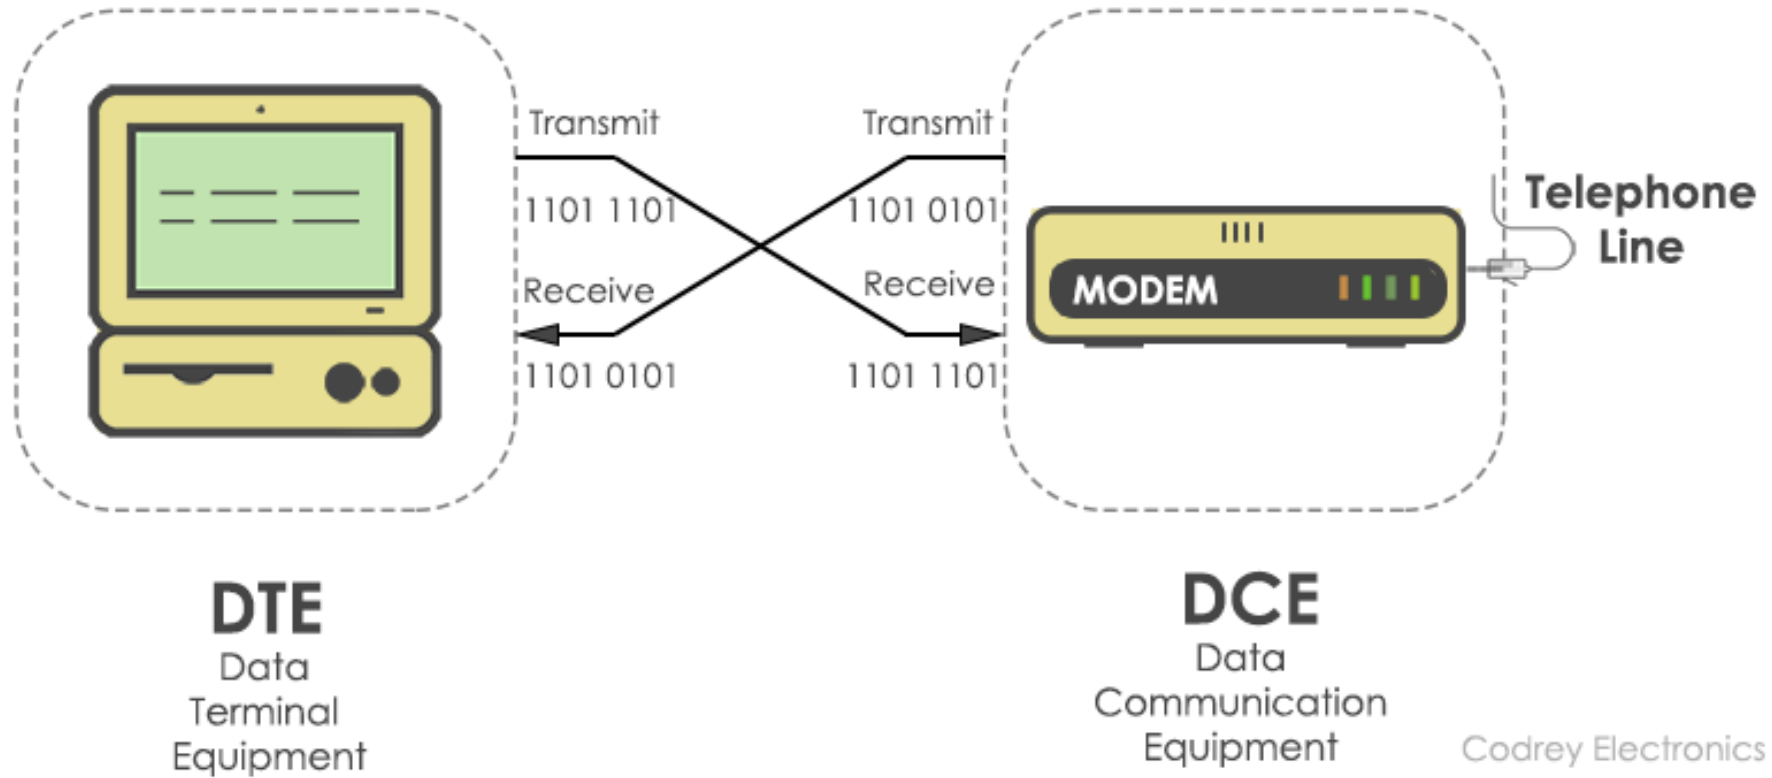 Transmit
Transmit
1101 1101
1101 0101
Receive
Receive
1101 0101
1101 1101
MODEM
Telephone
Line
DTE
Data
Terminal
Equipment
DCE
Data
Communication
Equipment
Codrey Electronics